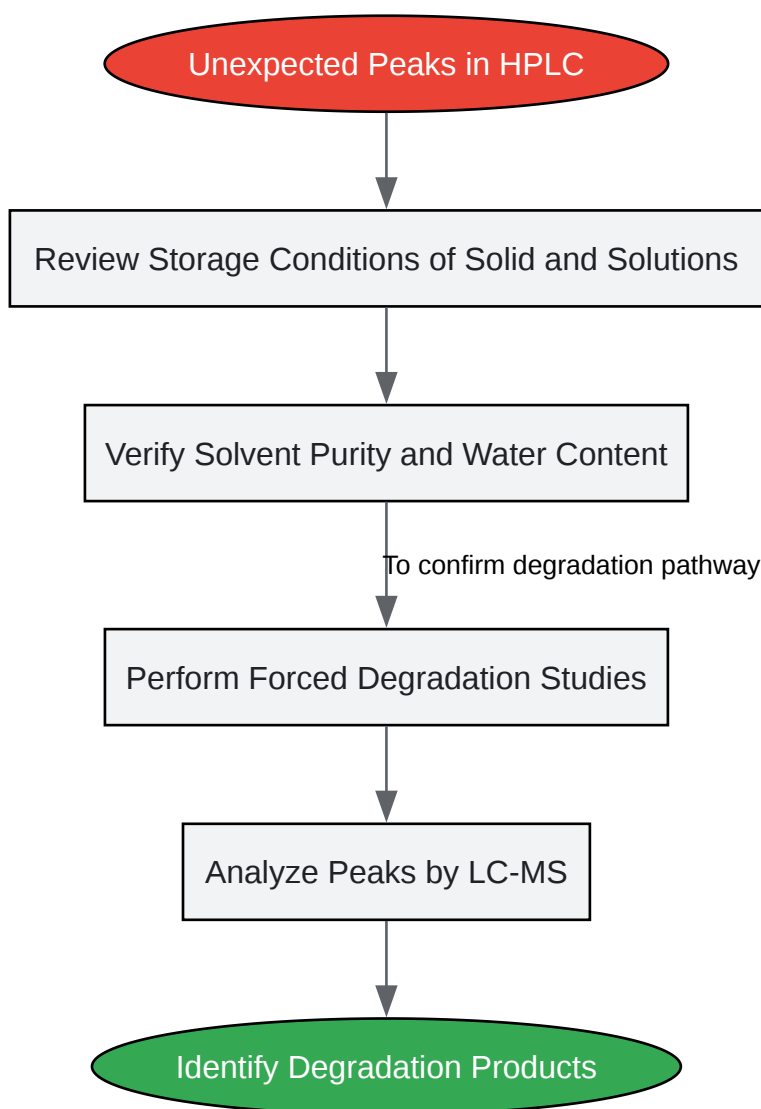 Unexpected Peaks in HPLC
Review Storage Conditions of Solid and Solutions
Verify Solvent Purity and Water Content
To confirm degradation pathway
Perform Forced Degradation Studies
Analyze Peaks by LC-MS
Identify Degradation Products